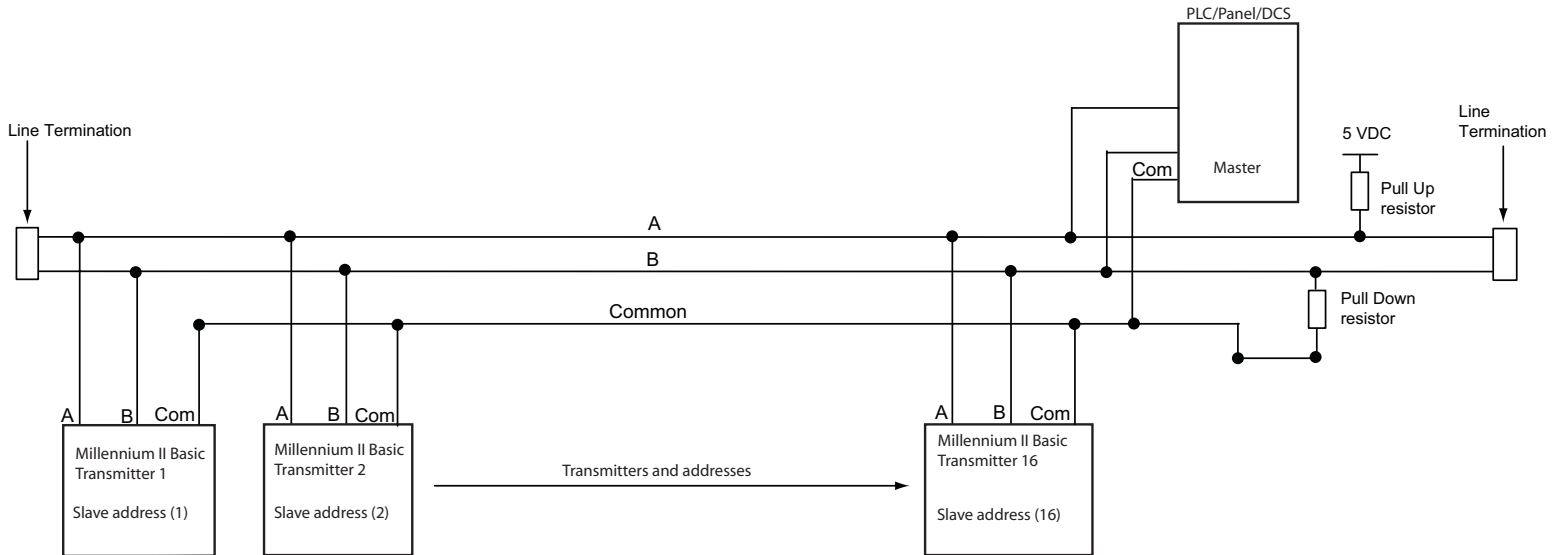 PLC/Panel/DCS
Line Termination
Line
Termination
5 VDC
Com
Master
Pull Up
resistor
A
B
Pull Down
resistor
Common
A
B
Com
A
B
Com
A
B
Com
Millennium II Basic
Transmitter 1
Slave address (1)
Millennium II Basic
Transmitter 2
Slave address (2)
Transmitters and addresses
Millennium II Basic
Transmitter 16
Slave address (16)